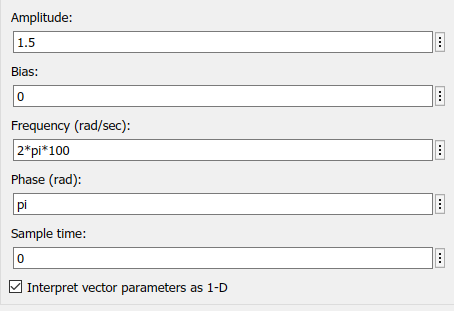 Amplitude:
1.5
Bias:
0
Frequency (rad/sec):
2*pi*100
Phase (rad):
pi
Sample time:
0
Interpret vector parameters as 1-D